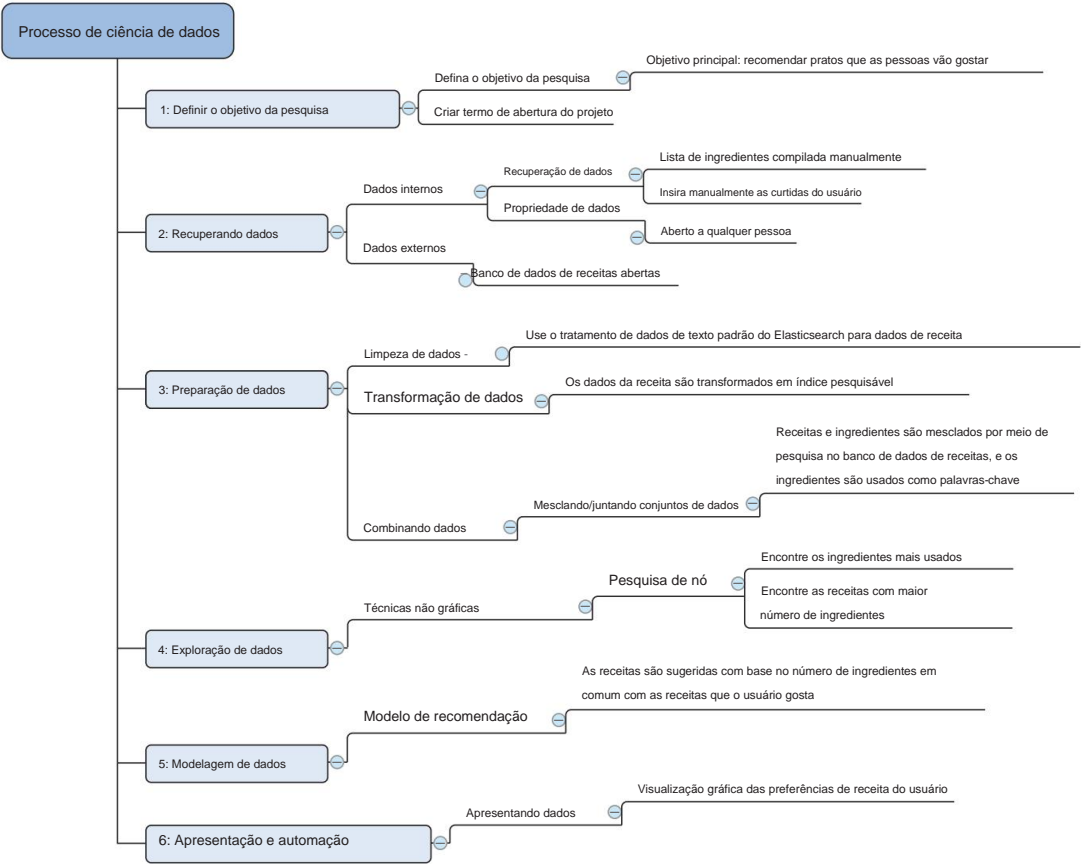 Processo de ciência de dados
1: Definir o objetivo da pesquisa
Defina o objetivo da pesquisa
Objetivo principal: recomendar pratos que as pessoas vão gostar
Criar termo de abertura do projeto
2: Recuperando dados
Dados internos
Recuperação de dados
Lista de ingredientes compilada manualmente
Insira manualmente as curtidas do usuário
Propriedade de dados
Aberto a qualquer pessoa
Dados externos
Banco de dados de receitas abertas
3: Preparação de dados
Limpeza de dados -
Use o tratamento de dados de texto padrão do Elasticsearch para dados de receita
Transformação de dados
Os dados da receita são transformados em índice pesquisável
Combinando dados
Mesclando/juntando conjuntos de dados
Receitas e ingredientes são mesclados por meio de
pesquisa no banco de dados de receitas, e os
ingredientes são usados como palavras-chave
4: Exploração de dados
Técnicas não gráficas
Pesquisa de nó
Encontre os ingredientes mais usados
Encontre as receitas com maior
número de ingredientes
5: Modelagem de dados
Modelo de recomendação
As receitas são sugeridas com base no número de ingredientes em
comum com as receitas que o usuário gosta
6: Apresentação e automação
Apresentando dados
Visualização gráfica das preferências de receita do usuário